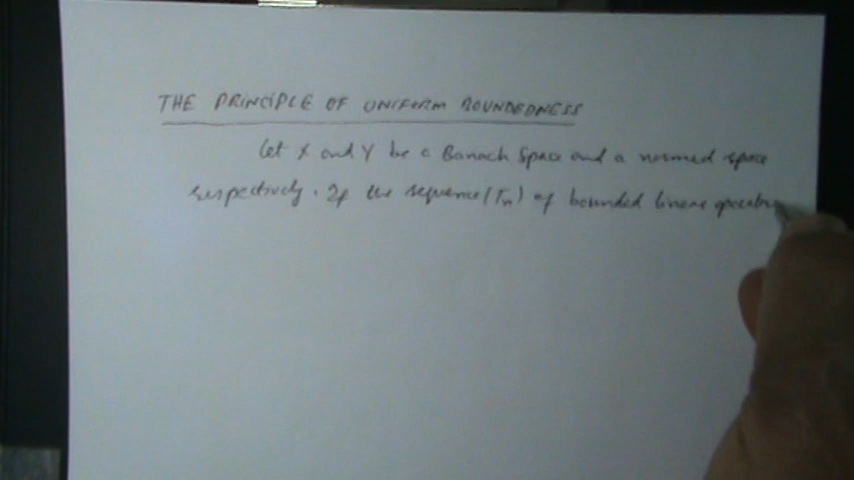 THE PRINCIPLE OF UNIFORM BOUNDEDNESS
Let X and Y be a Banach Space and a normed space
respectively. If the sequence (Tn) of bounded linear operators